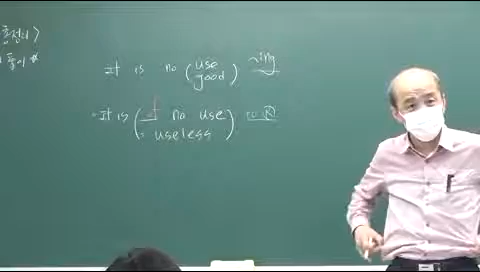 It is no (use ~ing
good)
It is (of no use) to Ⓡ
= useless